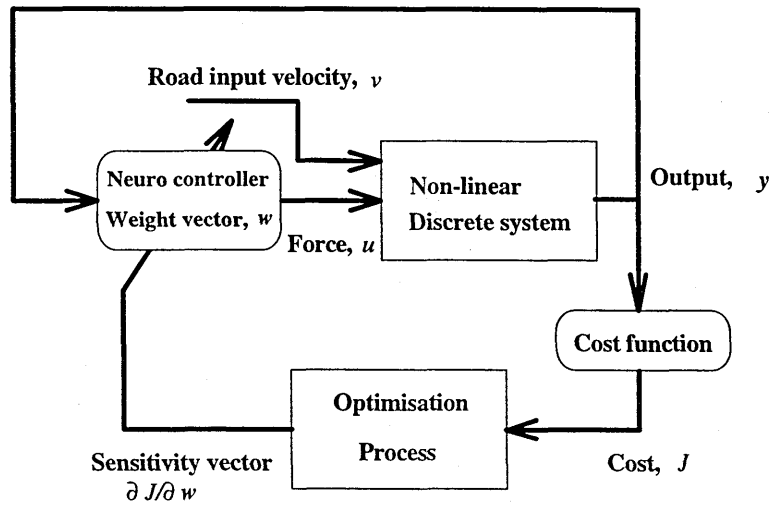 Road input velocity, v
Neuro controller
Weight vector, w
Force, u
Non-linear
Discrete system
Output, y
Cost function
Optimisation
Process
Cost, J
Sensitivity vector
∂ J/∂ w